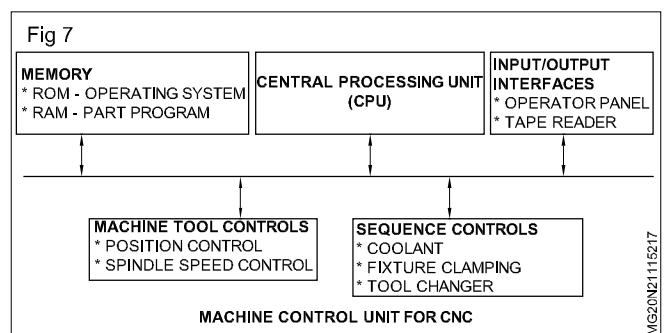 Fig 7
MEMORY
* ROM - OPERATING SYSTEM
* RAM - PART PROGRAM
CENTRAL PROCESSING UNIT
(CPU)
INPUT/OUTPUT
INTERFACES
* OPERATOR PANEL
* TAPE READER
MACHINE TOOL CONTROLS
* POSITION CONTROL
* SPINDLE SPEED CONTROL
SEQUENCE CONTROLS
* COOLANT
* FIXTURE CLAMPING
* TOOL CHANGER
MACHINE CONTROL UNIT FOR CNC
MG20N21115217